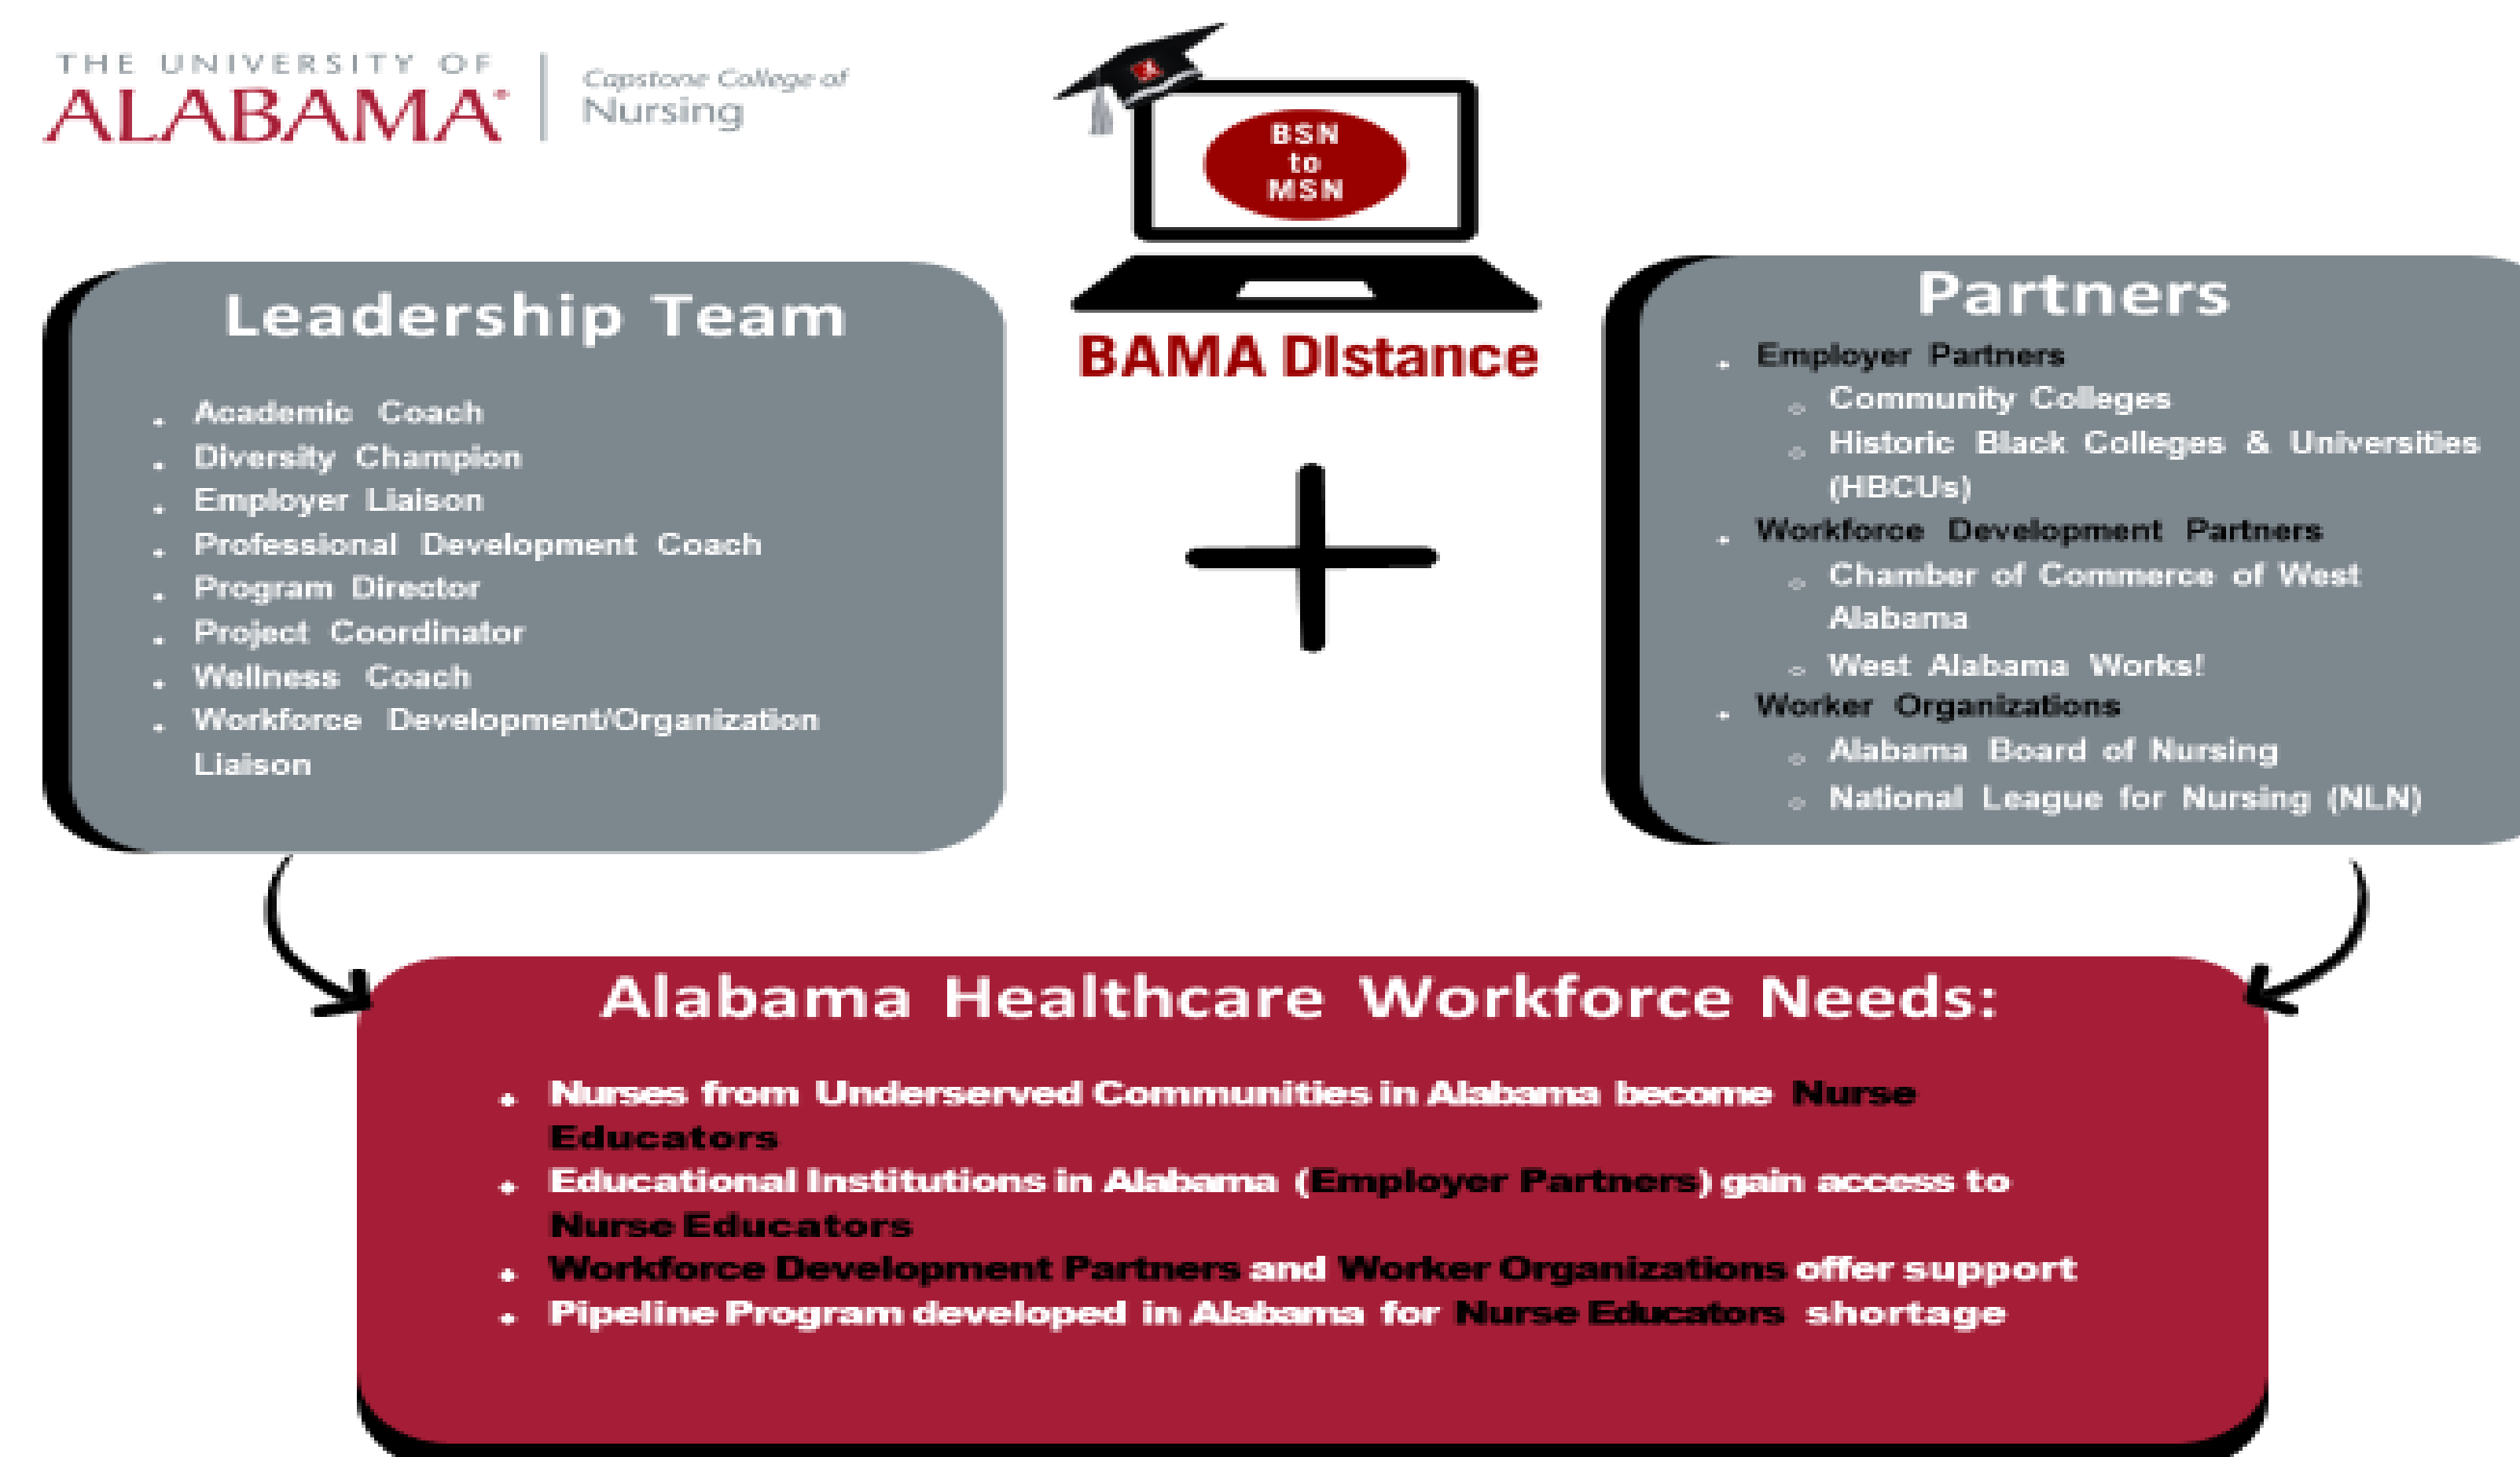 THE UNIVERSITY OF
ALABAMA®
Capstone College of
Nursing
BSN
to
MSN
BAMA DIstance
Leadership Team
Academic Coach
Diversity Champion
Employer Liaison
Professional Development Coach
Program Director
Project Coordinator
Wellness Coach
Workforce Development/Organization
Liaison
Partners
Employer Partners
Community Colleges
Historic Black Colleges & Universities
(HBCUs)
Workforce Development Partners
Chamber of Commerce of West
Alabama
West Alabama Works!
Worker Organizations
Alabama Board of Nursing
National League for Nursing (NLN)
Alabama Healthcare Workforce Needs:
Nurses from Underserved Communities in Alabama become Nurse
Educators
Educational Institutions in Alabama (Employer Partners) gain access to
Nurse Educators
Workforce Development Partners and Worker Organizations offer support
Pipeline Program developed in Alabama for Nurse Educators shortage